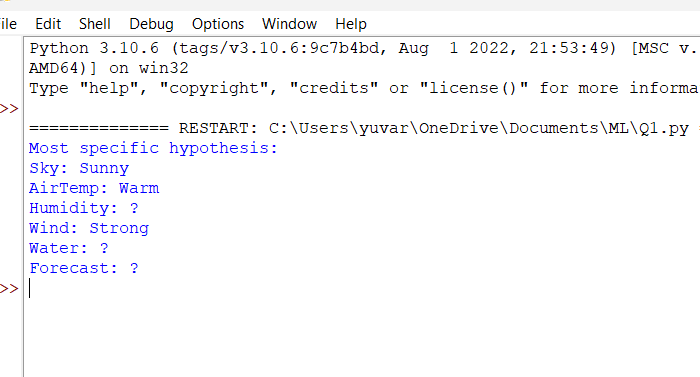 ile Edit Shell Debug Options Window Help
Python 3.10.6 (tags/v3.10.6:9c7b4bd, Aug  1 2022, 21:53:49) [MSC v.
AMD64)] on win32
Type "help", "copyright", "credits" or "license()" for more informa
>>
============== RESTART: C:\Users\yuvar\OneDrive\Documents\ML\Q1.py =
Most specific hypothesis:
Sky: Sunny
AirTemp: Warm
Humidity: ?
Wind: Strong
Water: ?
Forecast: ?
>>